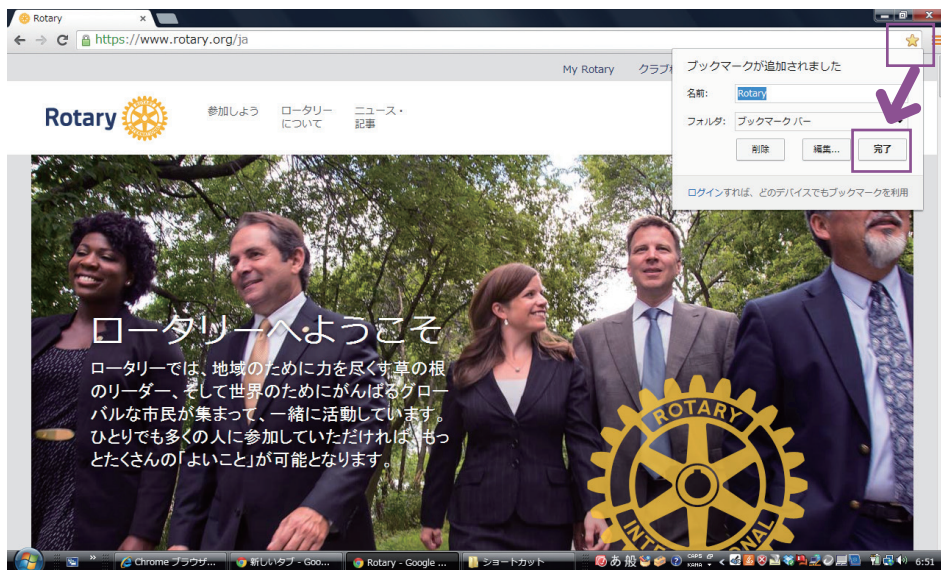 Rotary
https://www.rotary.org/ja
My Rotary クラブ
ブックマークが追加されました
名前: Rotary
フォルダ: ブックマーク バー
削除 編集... 完了
ログインすれば、どのデバイスでもブックマークを利用
Rotary
参加しよう ロータリーについて ニュース・記事
ロータリーへようこそ
ロータリーでは、地域のために力を尽くす草の根
のリーダー、そして世界のためにがんばるグロー
バルな市民が集まって、一緒に活動しています。
ひとりでも多くの人に参加していただければ、もっ
とたくさんの「よいこと」が可能となります。
ROTARY
INTERNATIONAL
Chrome ブラウザ... 新しいタブ - Goo... Rotary - Google ... ショートカット あ 般 CAPS KANA 6:51